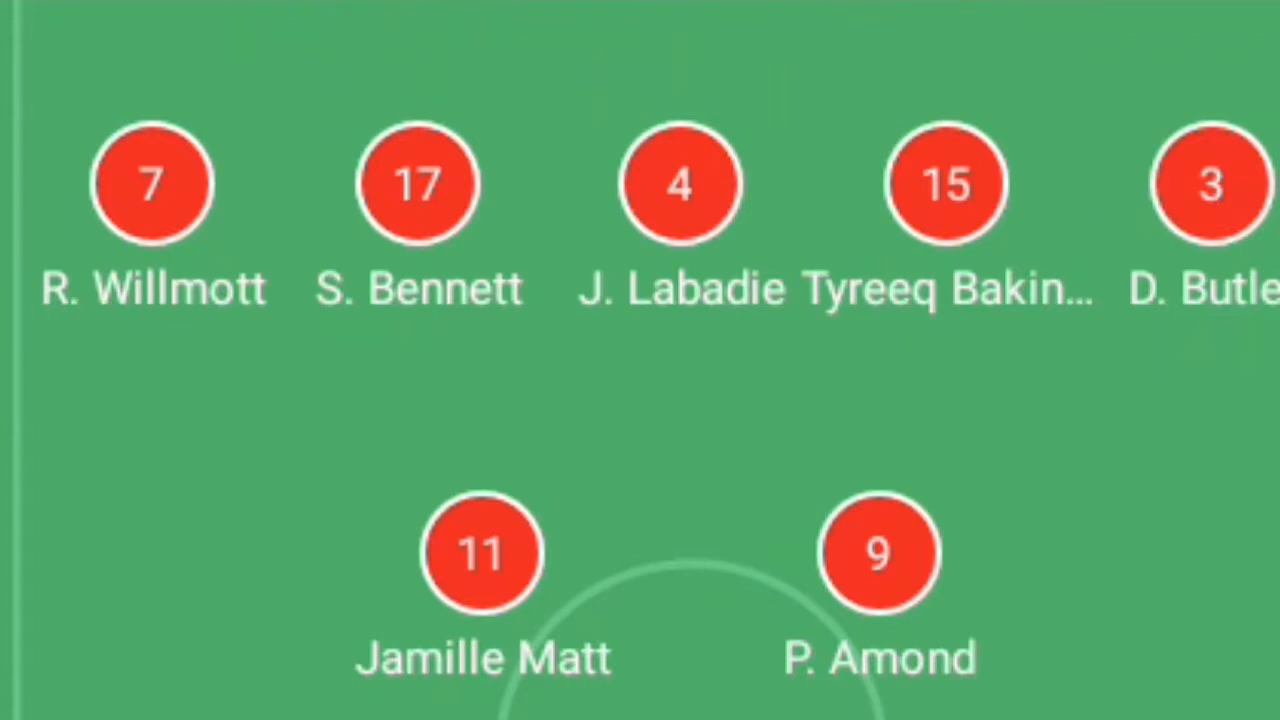 7 17 4 15 3
R. Willmott S. Bennett J. Labadie Tyreeq Bakin... D. Butle
11 9
Jamille Matt P. Amond